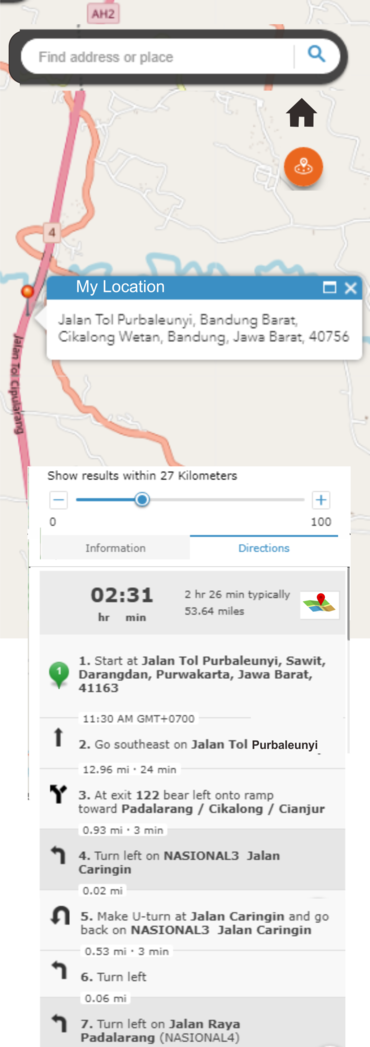 AH2
Find address or place
4
My Location
Jalan Tol Purbaleunyi, Bandung Barat,
Cikalong Wetan, Bandung, Jawa Barat, 40756
Jalan Tol Cipularang
Show results within 27 Kilometers
0 100
Information Directions
02:31
hr min
2 hr 26 min typically
53.64 miles
1
1. Start at Jalan Tol Purbaleunyi, Sawit,
Darangdan, Purwakarta, Jawa Barat,
41163
11:30 AM GMT+0700
2. Go southeast on Jalan Tol Purbaleunyi
12.96 mi · 24 min
3. At exit 122 bear left onto ramp
toward Padalarang / Cikalong / Cianjur
0.93 mi · 3 min
4. Turn left on NASIONAL3 Jalan
Caringin
0.02 mi
5. Make U-turn at Jalan Caringin and go
back on NASIONAL3 Jalan Caringin
0.53 mi · 3 min
6. Turn left
0.06 mi
7. Turn left on Jalan Raya
Padalarang (NASIONAL4)